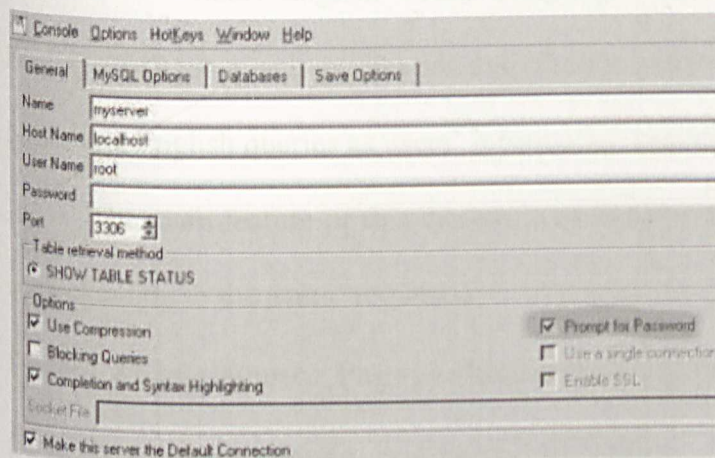 Console Options HotKeys Window Help
General MySQL Options Databases Save Options
Name myserver
Host Name localhost
User Name root
Password
Port 3306
Table retrieval method
SHOW TABLE STATUS
Options
Use Compression
Prompt for Password
Blocking Queries
Use a single connection
Completion and Syntax Highlighting
Enable SSL
Socket File
Make this server the Default Connection